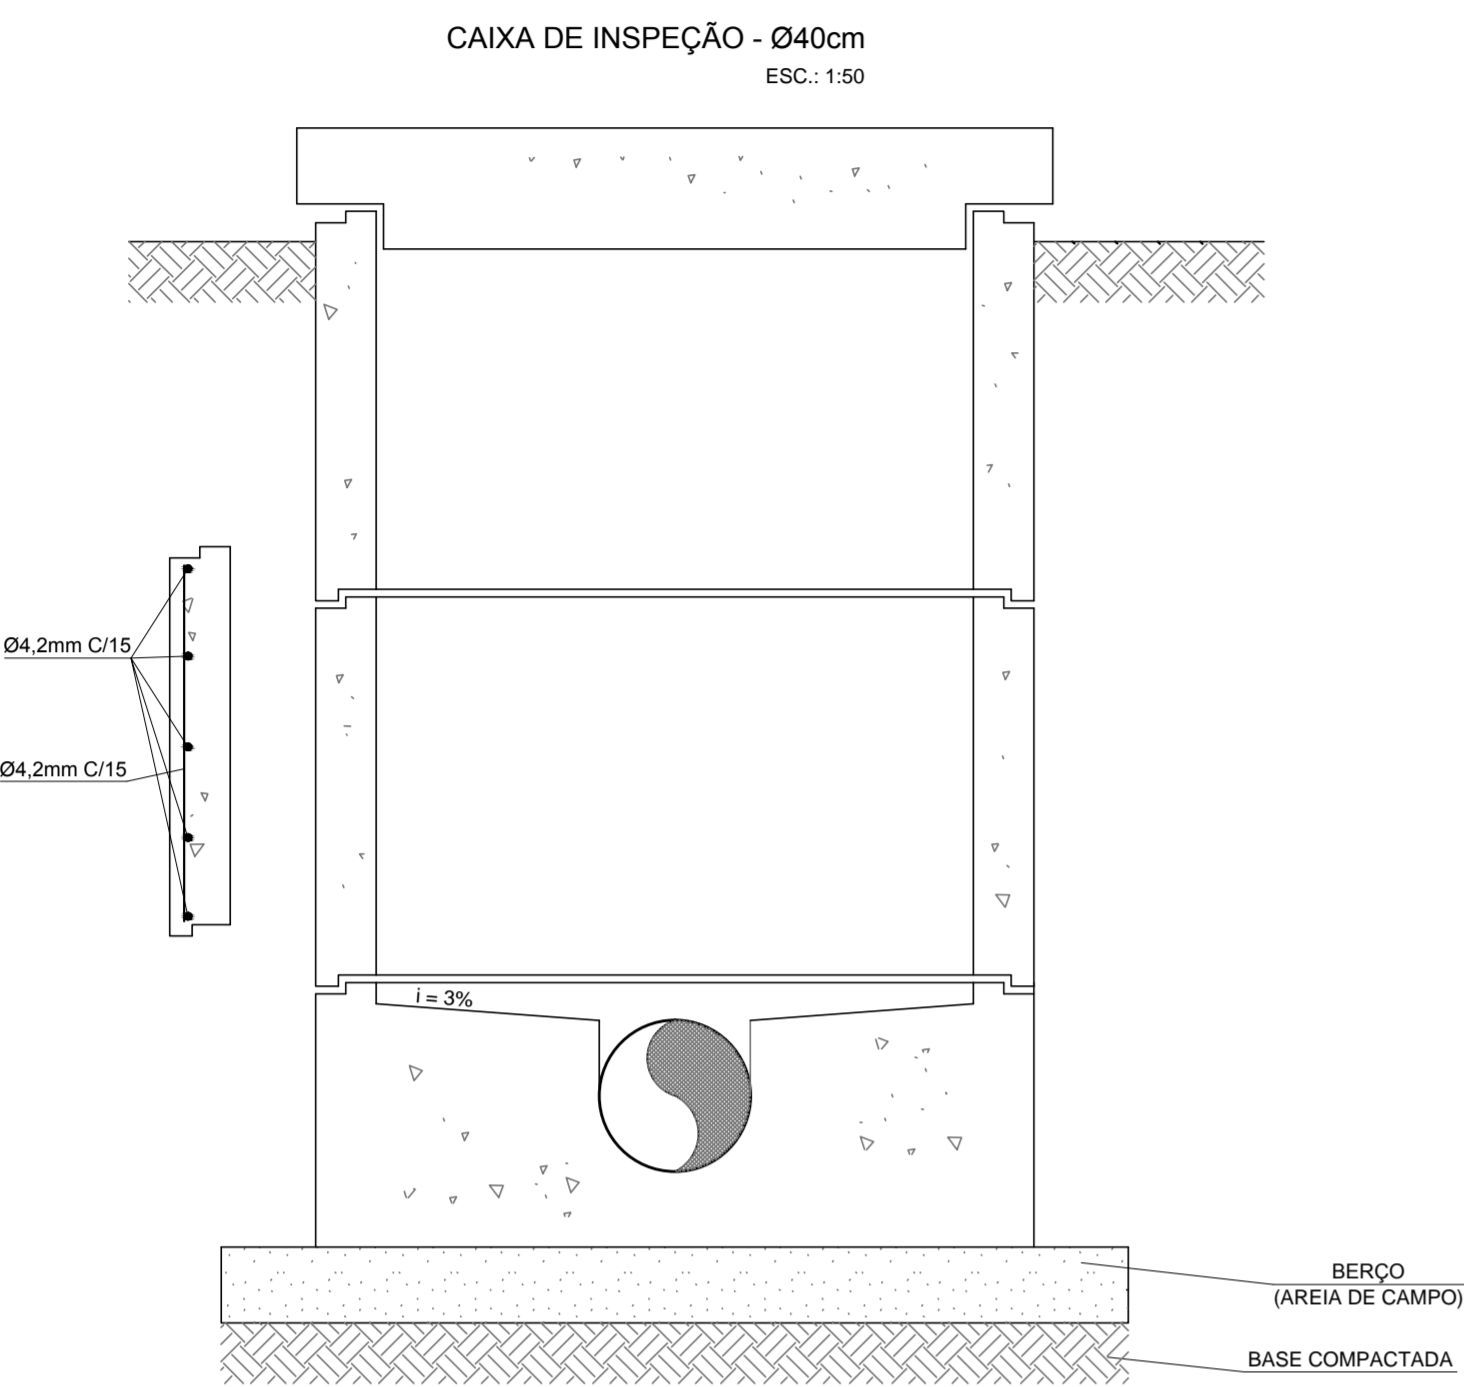 CAIXA DE INSPEÇÃO - Ø40cm
ESC.: 1:50
Ø4,2mm C/15
Ø4,2mm C/15
i = 3%
BERÇO
(AREIA DE CAMPO)
BASE COMPACTADA